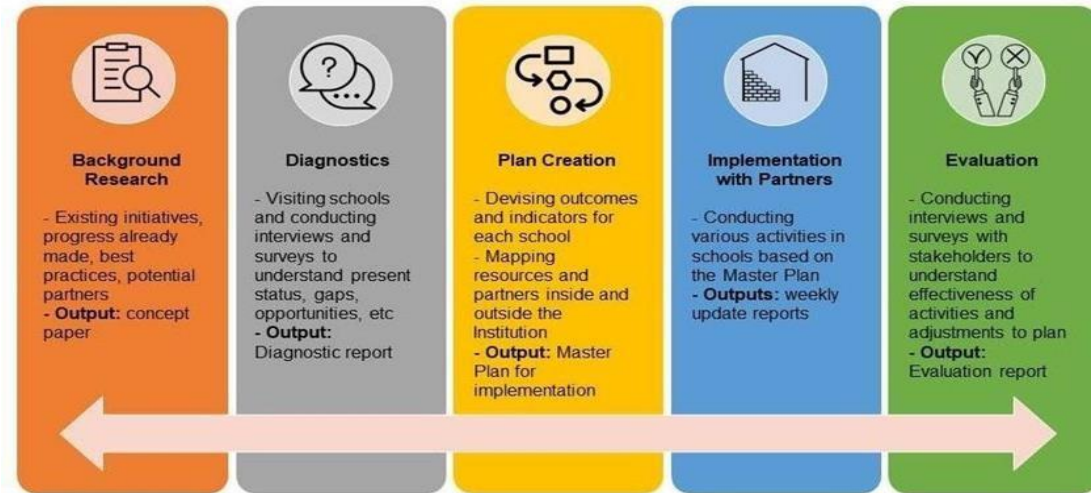 Background
Research
- Existing initiatives,
progress already
made, best
practices, potential
partners
- Output: concept
paper
?
Diagnostics
- Visiting schools
and conducting
interviews and
surveys to
understand present
status, gaps,
opportunities, etc
- Output:
Diagnostic report
Plan Creation
- Devising outcomes
and indicators for
each school
- Mapping
resources and
partners inside and
outside the
Institution
- Output: Master
Plan for
implementation
Implementation
with Partners
- Conducting
various activities in
schools based on
the Master Plan
- Outputs: weekly
update reports
Evaluation
- Conducting
interviews and
surveys with
stakeholders to
understand
effectiveness of
activities and
adjustments to plan
- Output:
Evaluation report